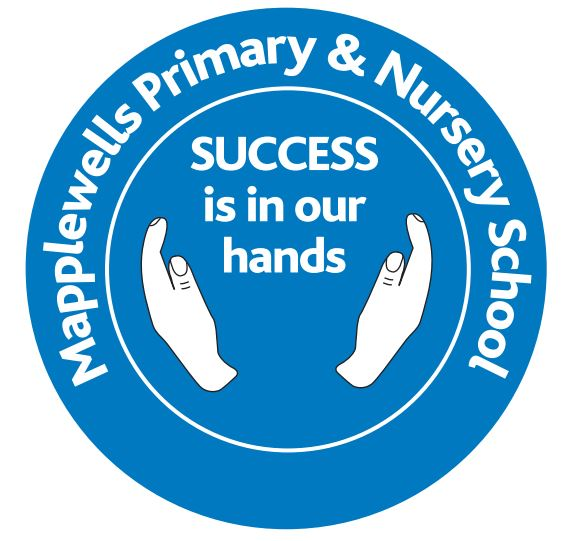 Mapplewells Primary & Nursery School
SUCCESS
is in our
hands